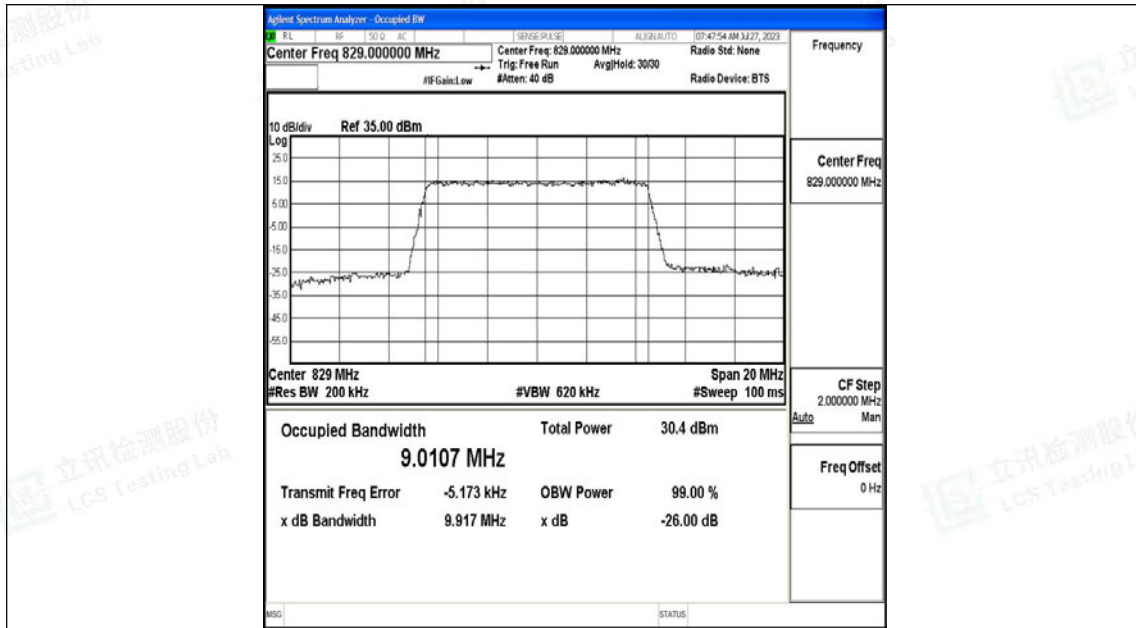 Agilent Spectrum Analyzer - Occupied BW
RL RF 50 Ω AC SENSE:PULSE ALIGNAUTO 07:47:54 AM Jul 27, 2023
Center Freq 829.000000 MHz
Center Freq: 829.000000 MHz Radio Std: None
Trig: Free Run Avg|Hold: 30/30
#IFGain:Low #Atten: 40 dB Radio Device: BTS
10 dB/div Ref 35.00 dBm
Log
25.0
15.0
5.00
-5.00
-15.0
-25.0
-35.0
-45.0
-55.0
Center 829 MHz Span 20 MHz
#Res BW 200 kHz #VBW 620 kHz #Sweep 100 ms
Occupied Bandwidth Total Power 30.4 dBm
9.0107 MHz
Transmit Freq Error -5.173 kHz OBW Power 99.00 %
x dB Bandwidth 9.917 MHz x dB -26.00 dB
MSG STATUS
Frequency
Center Freq
829.000000 MHz
CF Step
2.000000 MHz
Auto Man
Freq Offset
0 Hz
立讯检测股份
LCS Testing Lab
立讯检测股份
LCS Testing L
测股份
esting Lab
立